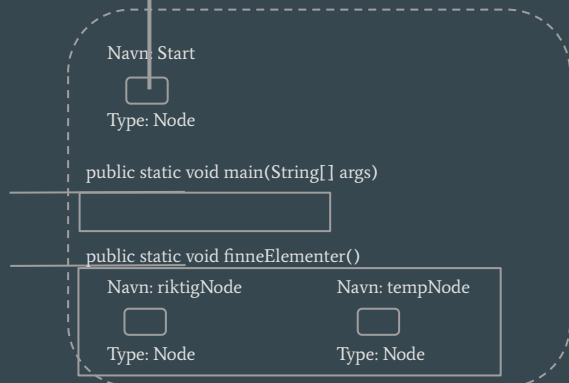 Navn: Start
Type: Node
public static void main(String[] args)
public static void finneElementer()
Navn: riktigNode
Navn: tempNode
Type: Node
Type: Node